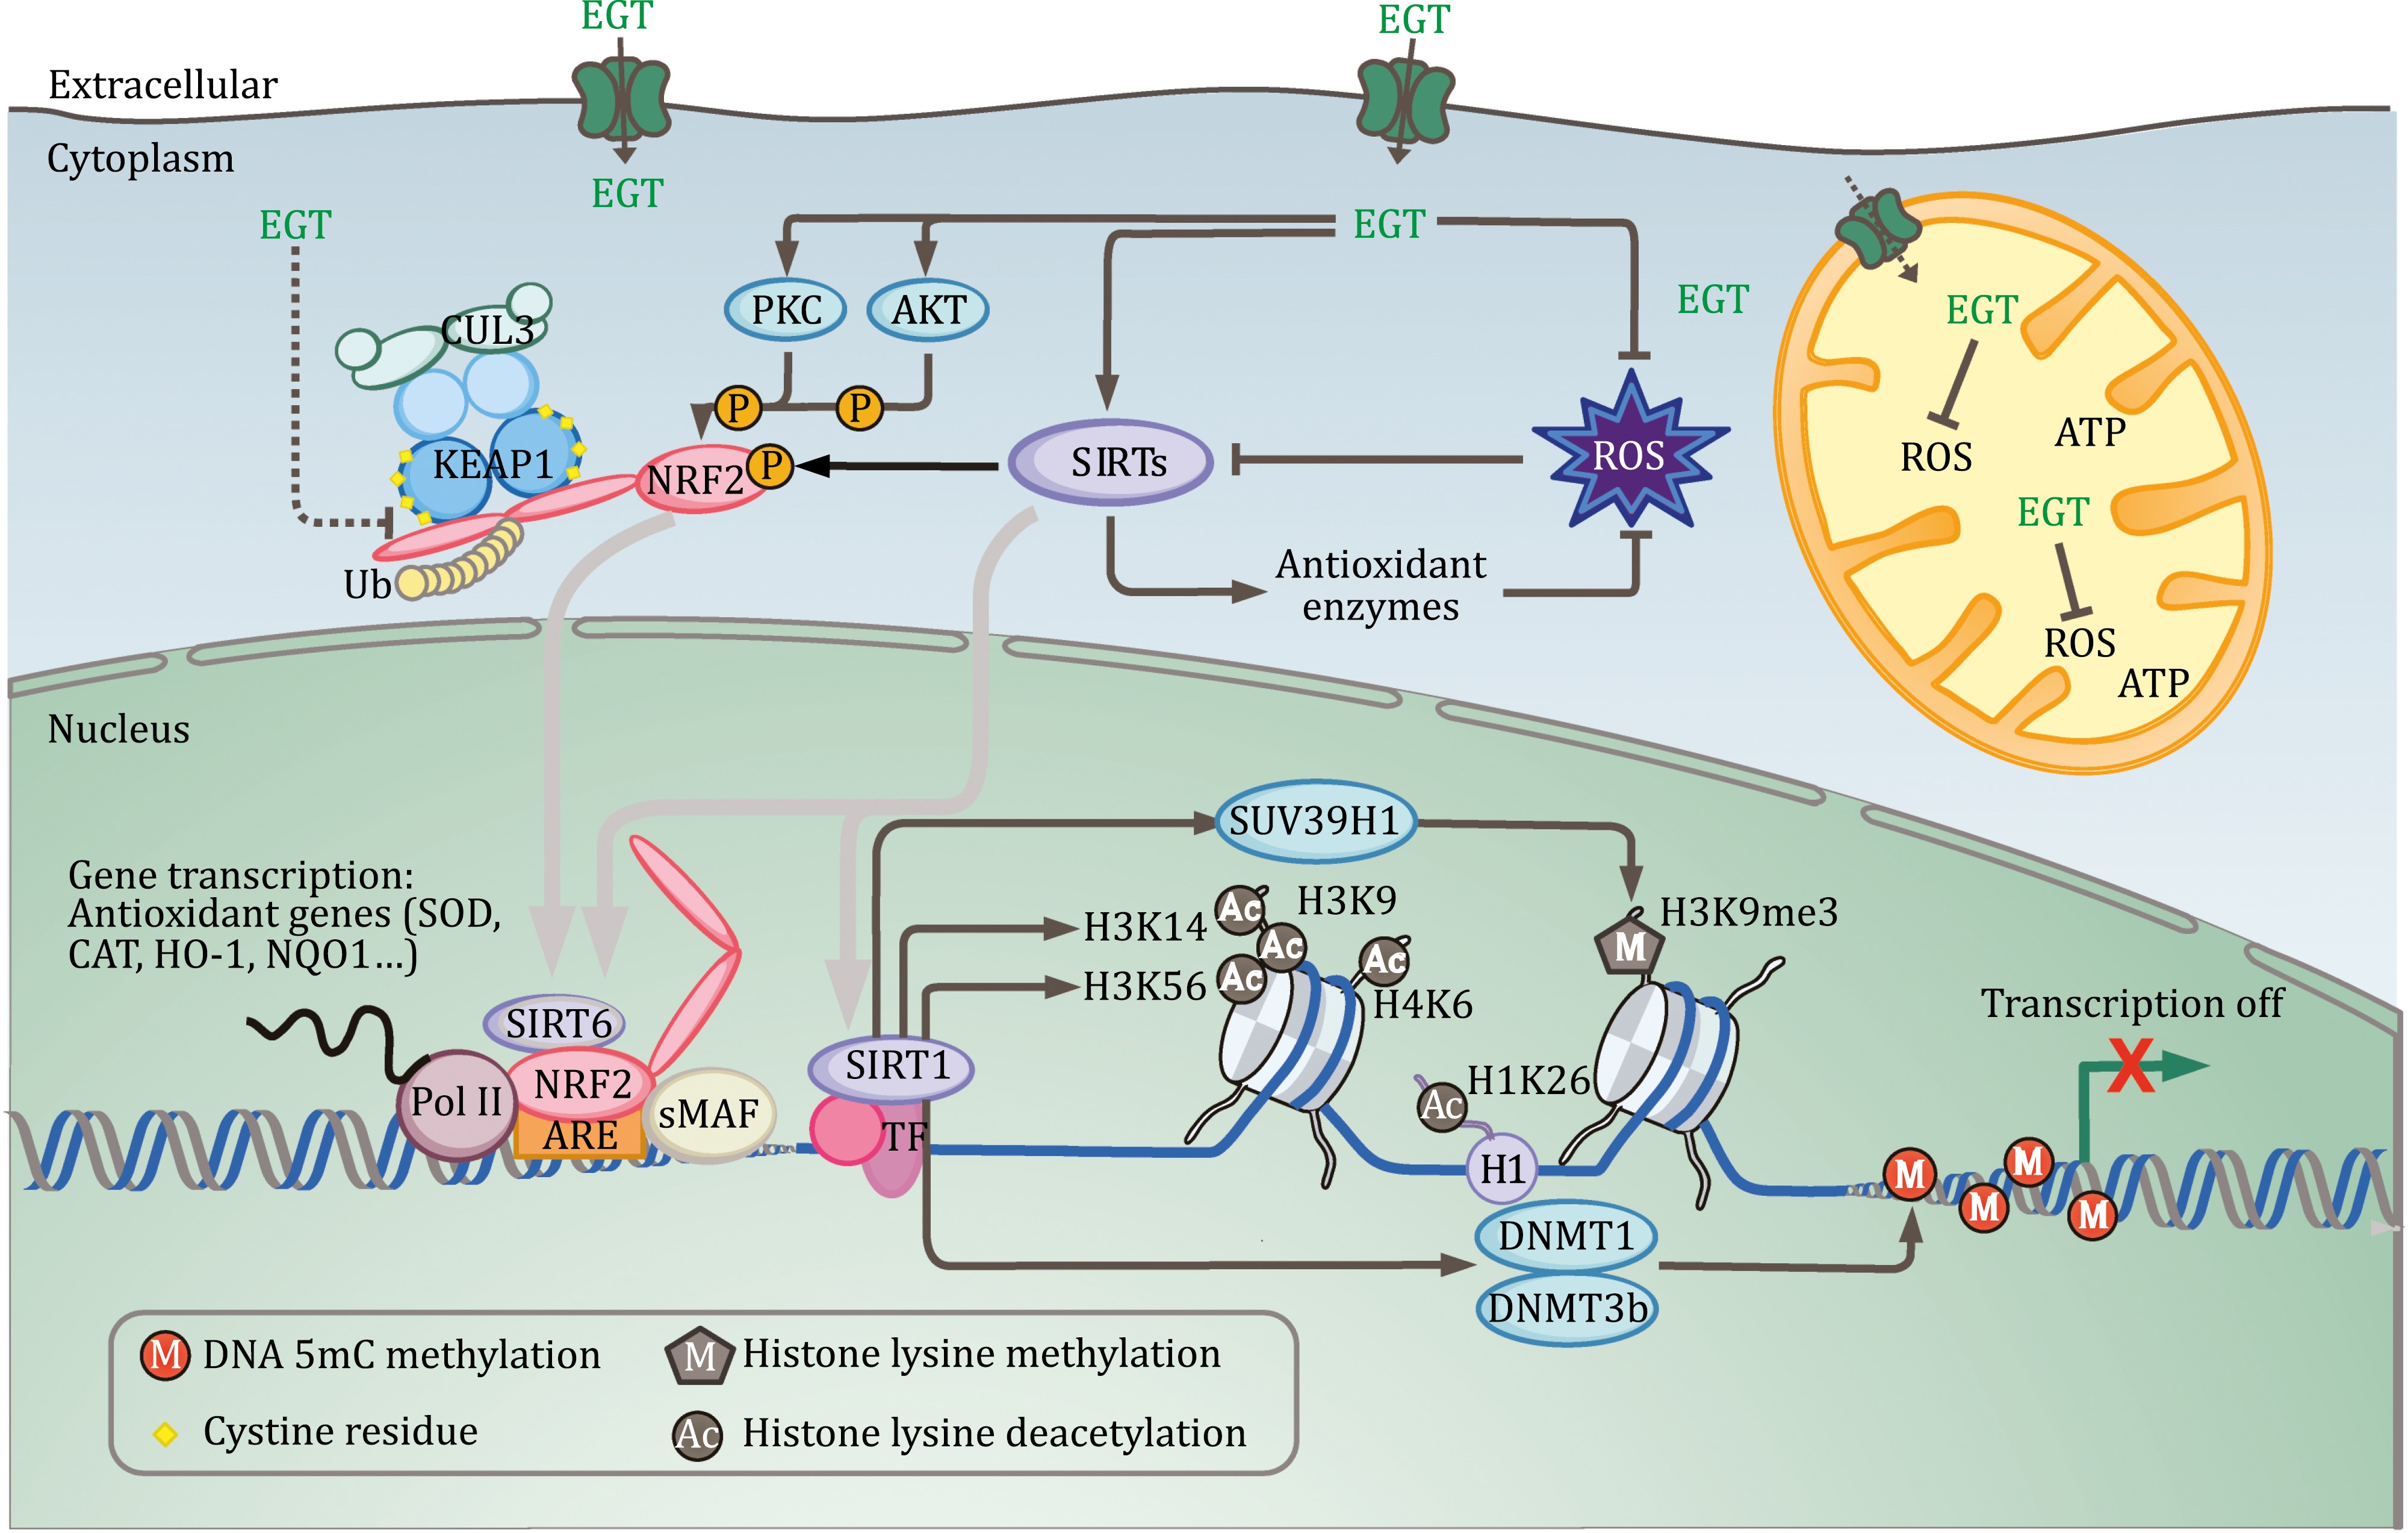 EGT
EGT
Extracellular
Cytoplasm
EGT
EGT
EGT
EGT
EGT
PKC
AKT
CUL3
P
P
ROS
ATP
KEAP1
NRF2
P
SIRTs
ROS
EGT
Ub
Antioxidant
enzymes
ROS
ATP
Nucleus
SUV39H1
Gene transcription:
Antioxidant genes (SOD,
CAT, HO-1, NQO1...)
H3K14
Ac
H3K9
Ac
Ac
Ac
H3K56
H4K6
H3K9me3
M
Transcription off
X
SIRT6
SIRT1
Pol II
NRF2
ARE
sMAF
TF
Ac
H1K26
H1
M
M
M
M
DNMT1
DNMT3b
M DNA 5mC methylation
M Histone lysine methylation
Cystine residue
Ac Histone lysine deacetylation